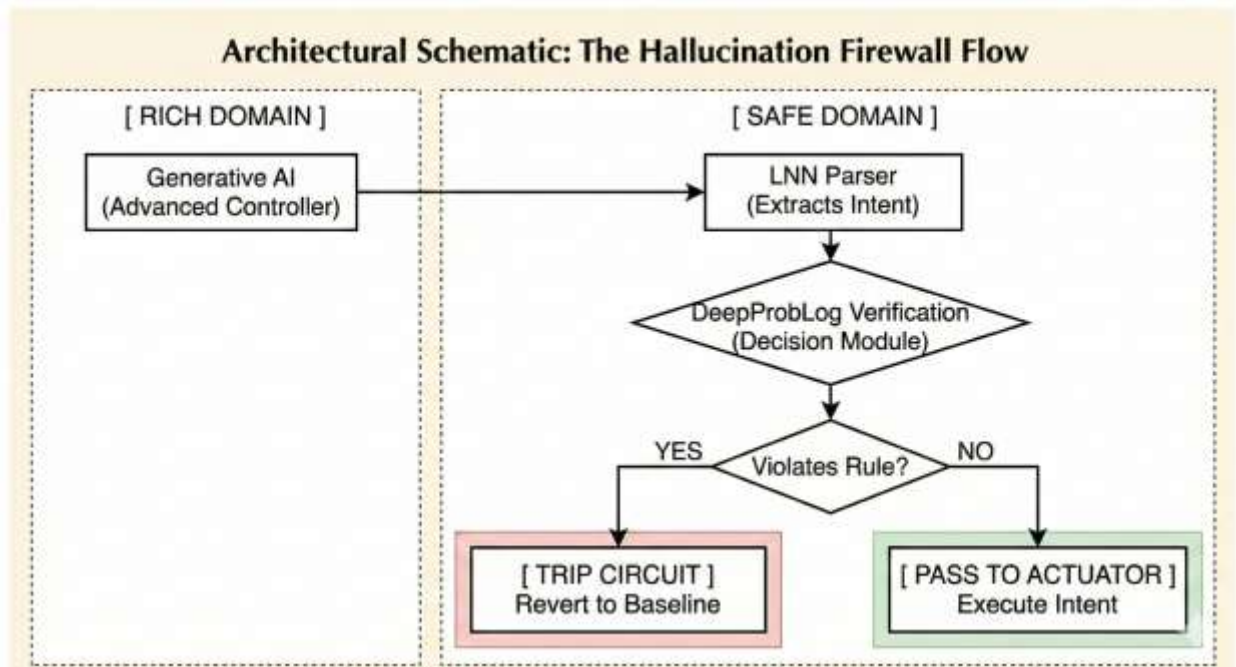 Architectural Schematic: The Hallucination Firewall Flow
[ RICH DOMAIN ]
Generative AI
(Advanced Controller)
[ SAFE DOMAIN ]
LNN Parser
(Extracts Intent)
DeepProbLog Verification
(Decision Module)
YES
Violates Rule?
NO
[ TRIP CIRCUIT ]
Revert to Baseline
[ PASS TO ACTUATOR ]
Execute Intent